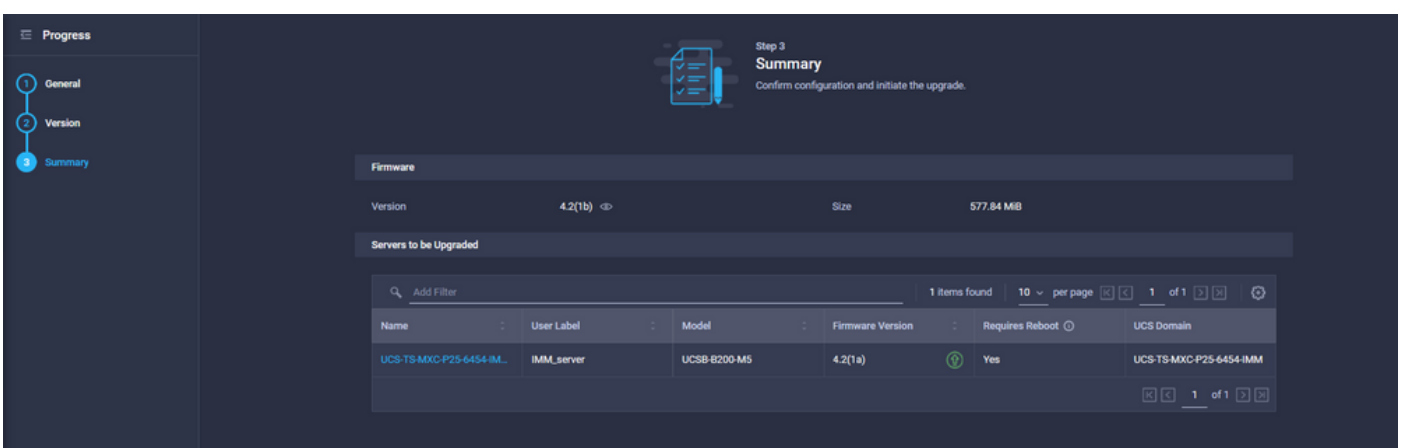 Progress
1 General
2 Version
3 Summary
Step 3
Summary
Confirm configuration and initiate the upgrade.
Firmware
Version 4.2(1b) Size 577.84 MiB
Servers to be Upgraded
Add Filter 1 items found 10 per page 1 of 1
Name User Label Model Firmware Version Requires Reboot UCS Domain
UCS-TS-MXC-P25-6454-IM... IMM_server UCSB-B200-M5 4.2(1a) Yes UCS-TS-MXC-P25-6454-IMM
1 of 1